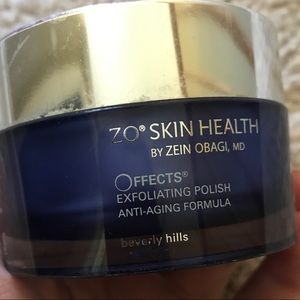 ZO® SKIN HEALTH
BY ZEIN OBAGI, MD
OFFECTS®
EXFOLIATING POLISH
ANTI-AGING FORMULA
beverly hills